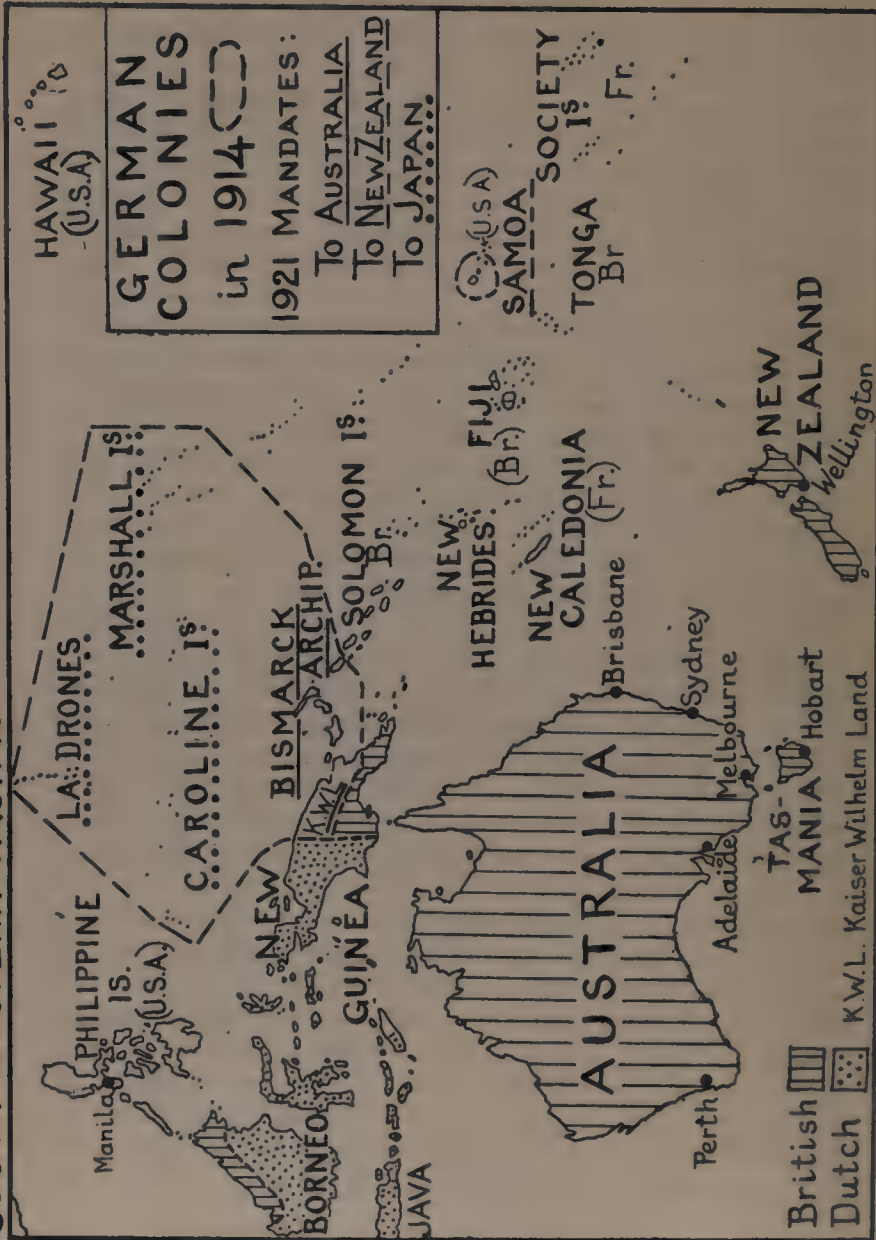 HAWAII
(U.S.A)
GERMAN
COLONIES
in 1914
1921 MANDATES:
To AUSTRALIA
To NEW ZEALAND
To JAPAN
LA: DRONES
MARSHALL Iˢ
CAROLINE Iˢ
PHILIPPINE
IS.
(U.S.A.)
Manila
BISMARCK
ARCHIP.
SOLOMON Iˢ
Br.
NEW
GUINEA
K.W.L
BORNEO
JAVA
(U.S.A)
SAMOA
SOCIETY
Iˢ
Fr.
TONGA
Br
FIJI
(Br.)
NEW
HEBRIDES
NEW
CALEDONIA
(Fr.)
AUSTRALIA
Brisbane
Sydney
Melbourne
Adelaide
Perth
TAS-
MANIA
Hobart
NEW
ZEALAND
Wellington
British
Dutch
K.W.L. Kaiser Wilhelm Land